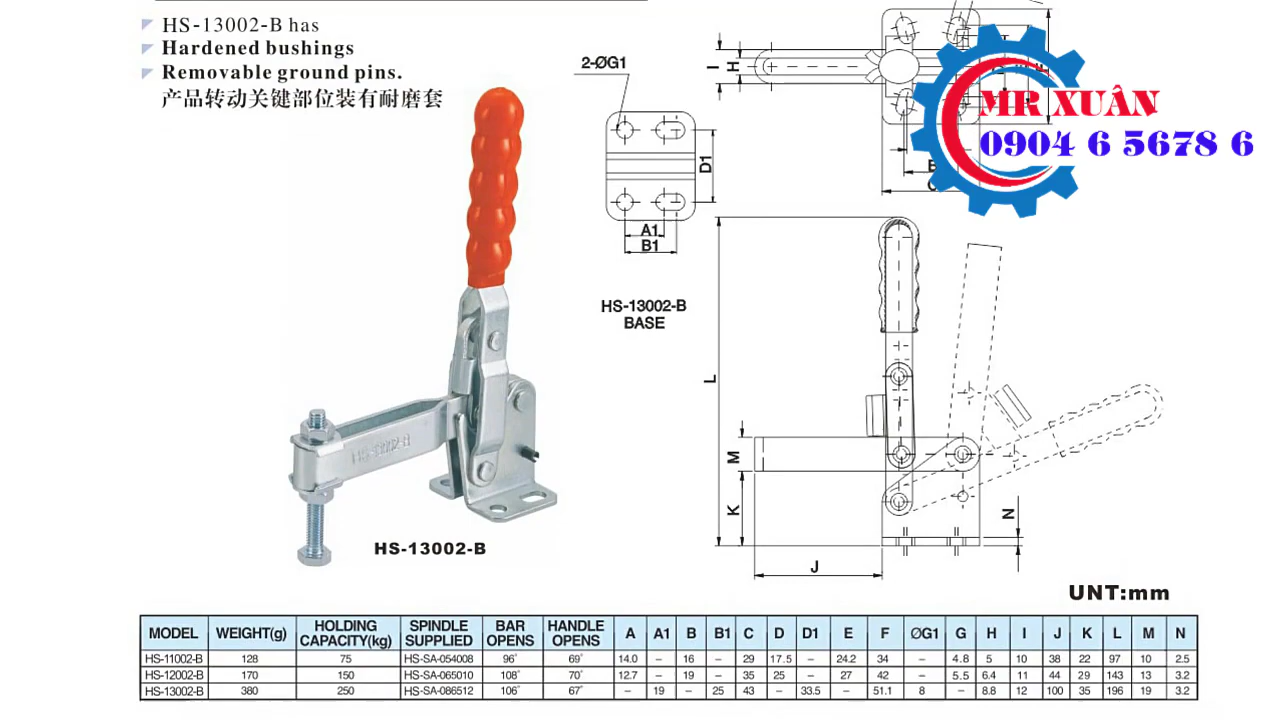 HS-13002-B has
Hardened bushings
Removable ground pins.
产品转动关键部位装有耐磨套
2-ØG1
I
H
MR XUÂN
0904 6 5678 6
D1
B
C
A1
B1
HS-13002-B
BASE
L
HS-13002-B
M
K
N
J
HS-13002-B
UNT:mm
MODEL WEIGHT(g) HOLDING CAPACITY(kg) SPINDLE SUPPLIED BAR OPENS HANDLE OPENS A A1 B B1 C D D1 E F ØG1 G H I J K L M N
HS-11002-B 128 75 HS-SA-054008 96° 69° 14.0 – 16 – 29 17.5 – 24.2 34 – 4.8 5 10 38 22 97 10 2.5
HS-12002-B 170 150 HS-SA-065010 108° 70° 12.7 – 19 – 35 25 – 27 42 – 5.5 6.4 11 44 29 143 13 3.2
HS-13002-B 380 250 HS-SA-086512 106° 67° – 19 – 25 43 – 33.5 – 51.1 8 – 8.8 12 100 35 196 19 3.2